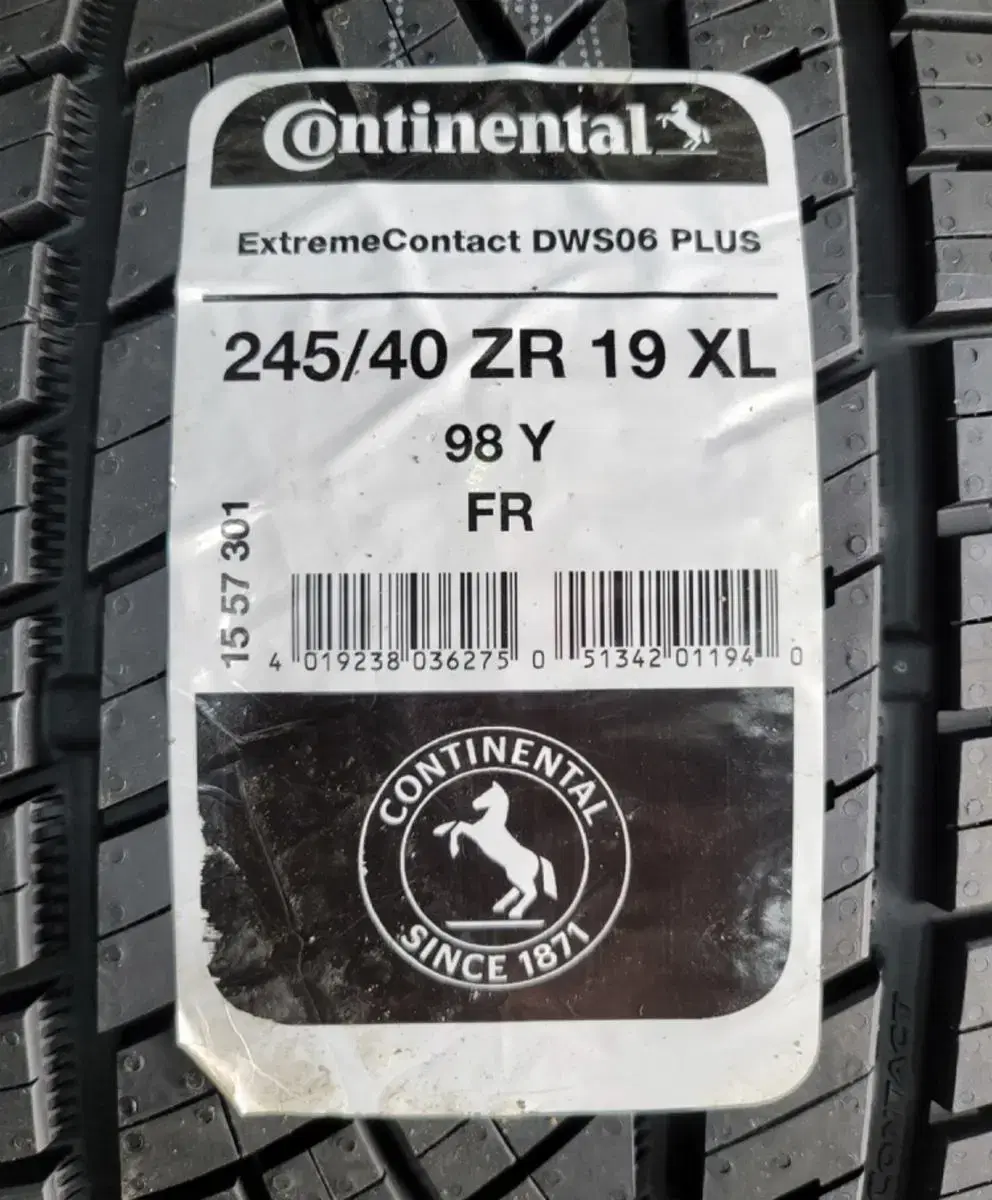 Continental
ExtremeContact DWS06 PLUS
245/40 ZR 19 XL
98 Y
FR
15 57 301
4 019238 036275 0 51342 01194 0
CONTINENTAL
SINCE 1871
CONTACT